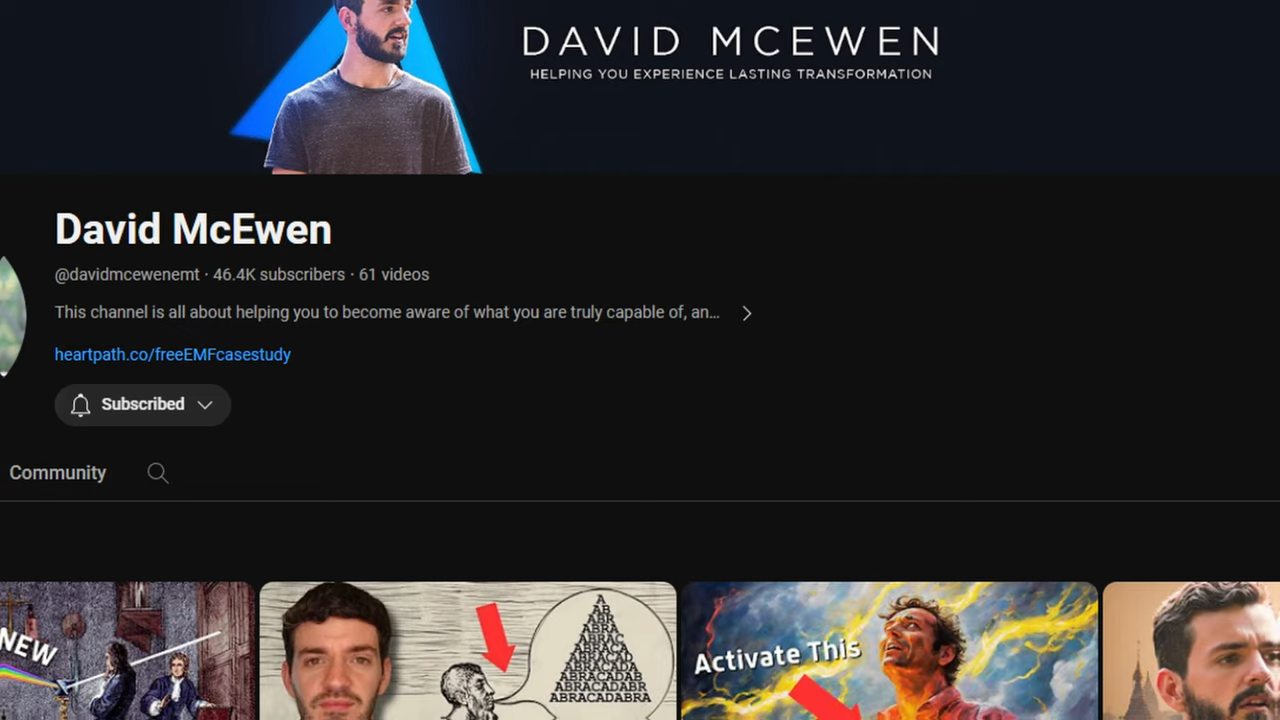 DAVID MCEWEN
HELPING YOU EXPERIENCE LASTING TRANSFORMATION
David McEwen
@davidmcewenemt · 46.4K subscribers · 61 videos
This channel is all about helping you to become aware of what you are truly capable of, an...
heartpath.co/freeEMFcasestudy
Subscribed
Community
NEW
A
AB
ABR
ABRA
ABRAC
ABRACA
ABRACAD
ABRACADA
ABRACADAB
ABRACADABR
ABRACADABRA
Activate This